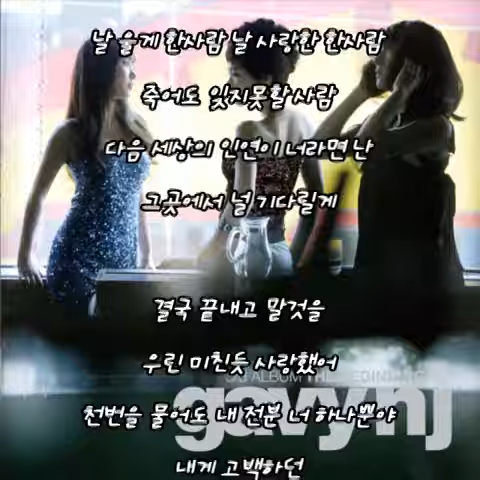 날 울게 한사람 날 사랑한 한사람
죽어도 잊지못할 사람
다음 세상의 인연이 너라면 난
그곳에서 널 기다릴게
결국 끝내고 말것을
우린 미친듯 사랑했어
ALBUM THE
gavynj
천번을 물어도 내 전분 너 하나뿐야
내게 고백하던